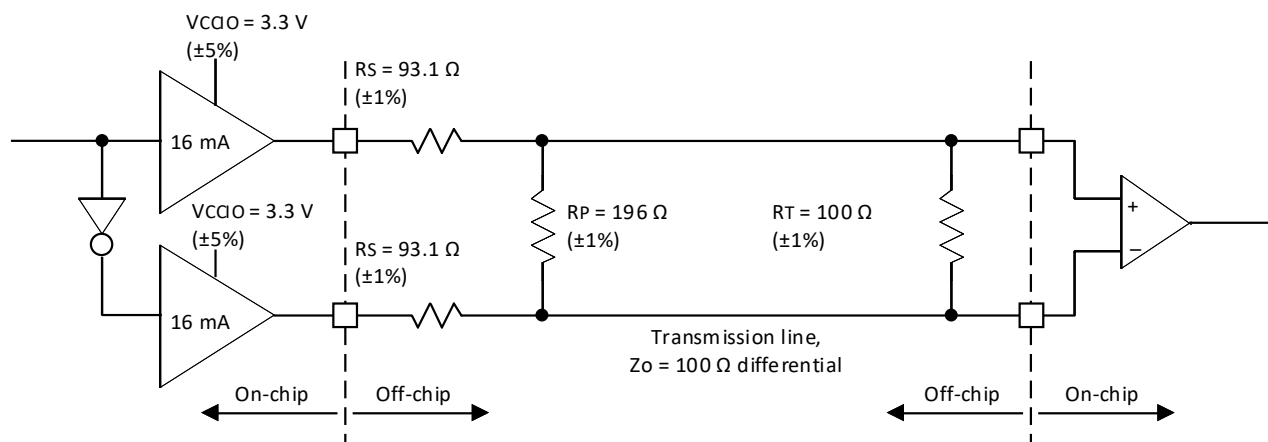 VCCIO = 3.3 V
(±5%)
RS = 93.1 Ω
(±1%)
16 mA
VCCIO = 3.3 V
(±5%)
RP = 196 Ω
(±1%)
RT = 100 Ω
(±1%)
+
−
RS = 93.1 Ω
(±1%)
16 mA
Transmission line,
Zo = 100 Ω differential
On-chip
Off-chip
Off-chip
On-chip